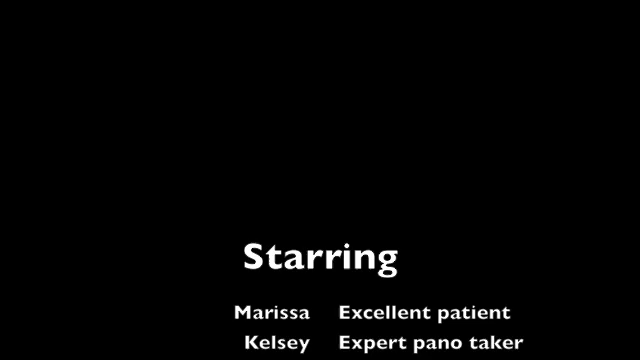 Starring
Marissa Excellent patient
Kelsey Expert pano taker